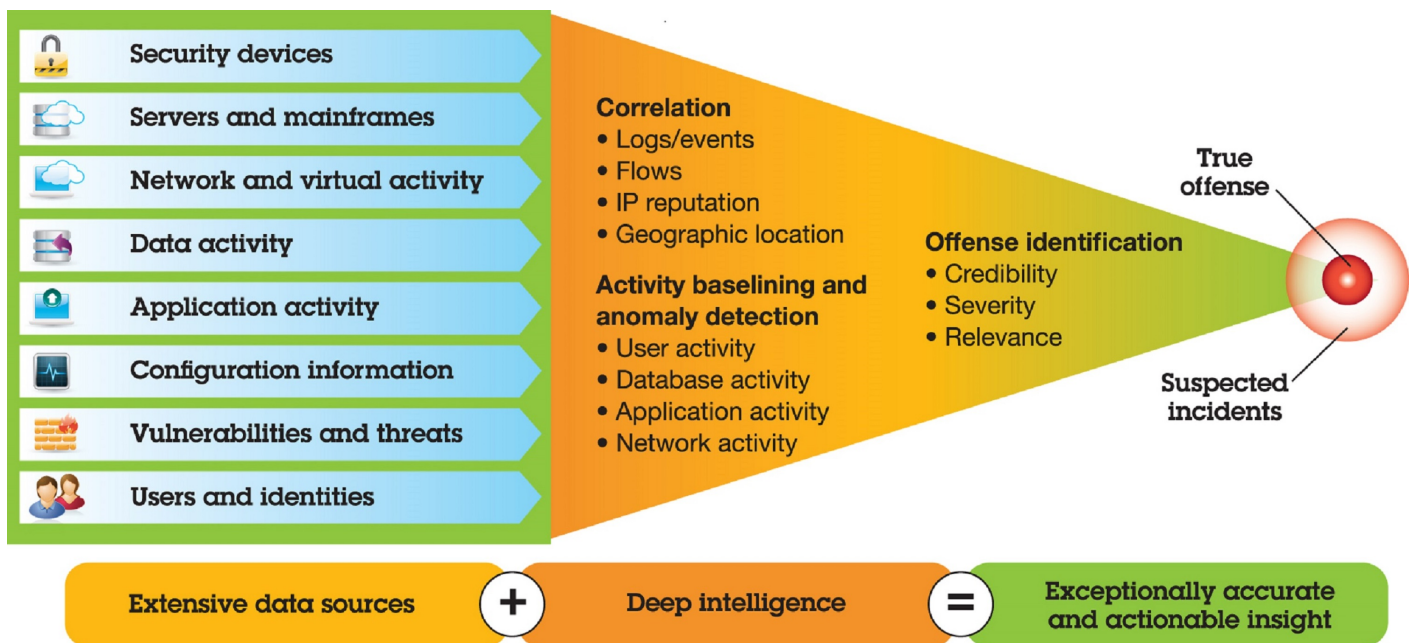 Security devices
Servers and mainframes
Network and virtual activity
Data activity
Application activity
Configuration information
Vulnerabilities and threats
Users and identities
Correlation
• Logs/events
• Flows
• IP reputation
• Geographic location
Activity baselining and
anomaly detection
• User activity
• Database activity
• Application activity
• Network activity
Offense identification
• Credibility
• Severity
• Relevance
True
offense
Suspected
incidents
Extensive data sources
+
Deep intelligence
=
Exceptionally accurate
and actionable insight